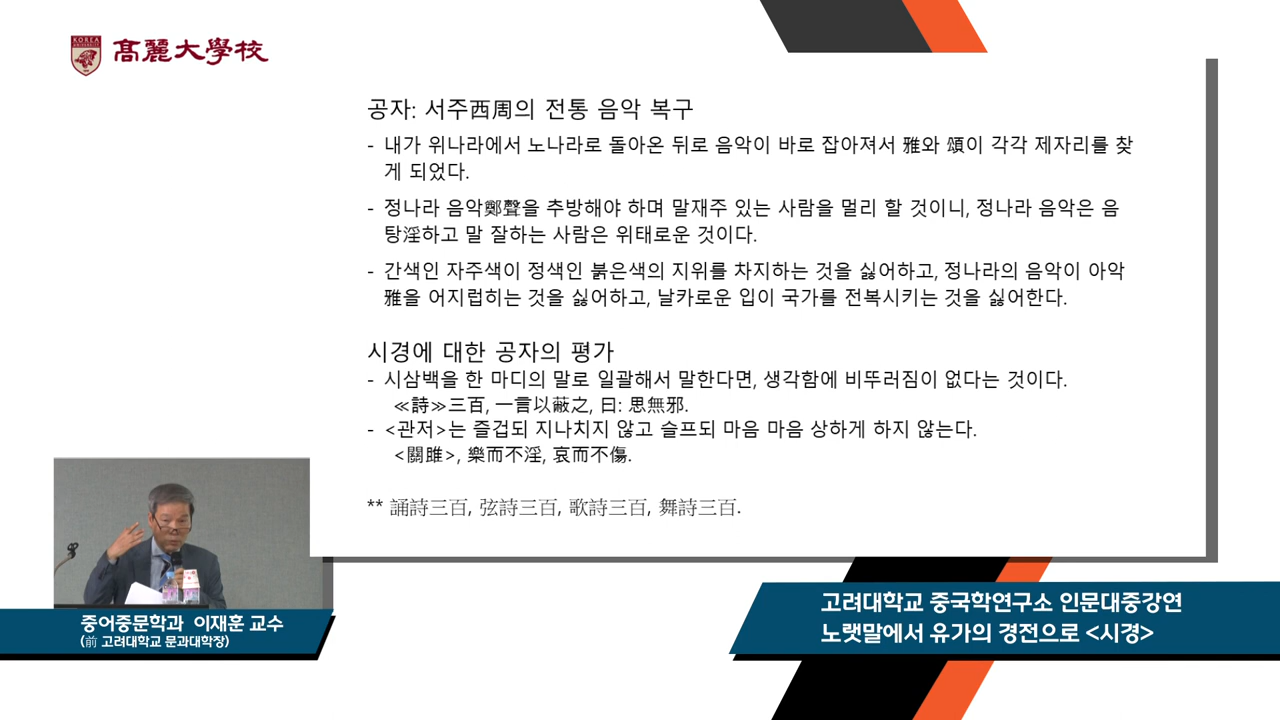 KOREA
UNIVERSITY
高麗大學校
공자: 서주西周의 전통 음악 복구
- 내가 위나라에서 노나라로 돌아온 뒤로 음악이 바로 잡아져서 雅와 頌이 각각 제자리를 찾
게 되었다.
- 정나라 음악鄭聲을 추방해야 하며 말재주 있는 사람을 멀리 할 것이니, 정나라 음악은 음
탕淫하고 말 잘하는 사람은 위태로운 것이다.
- 간색인 자주색이 정색인 붉은색의 지위를 차지하는 것을 싫어하고, 정나라의 음악이 아악
雅을 어지럽히는 것을 싫어하고, 날카로운 입이 국가를 전복시키는 것을 싫어한다.
시경에 대한 공자의 평가
- 시삼백을 한 마디의 말로 일괄해서 말한다면, 생각함에 비뚜러짐이 없다는 것이다.
≪詩≫三百, 一言以蔽之, 曰: 思無邪.
- <관저>는 즐겁되 지나치지 않고 슬프되 마음 마음 상하게 하지 않는다.
<關雎>, 樂而不淫, 哀而不傷.
** 誦詩三百, 弦詩三百, 歌詩三百, 舞詩三百.
중어중문학과 이재훈 교수
(前 고려대학교 문과대학장)
고려대학교 중국학연구소 인문대중강연
노랫말에서 유가의 경전으로 <시경>